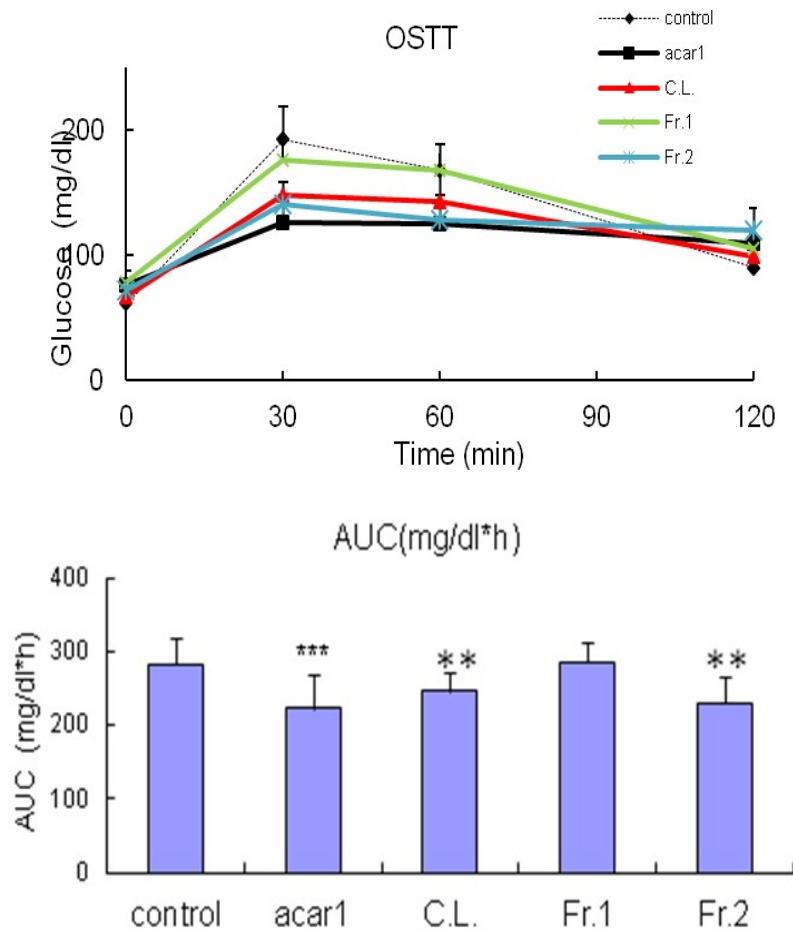 OSTT
control
acar1
C.L.
Fr.1
Fr.2
Glucose (mg/dl)
200
100
0
0 30 60 90 120
Time (min)
AUC(mg/dl*h)
AUC (mg/dl*h)
400
300
200
100
0
*** ** **
control acar1 C.L. Fr.1 Fr.2